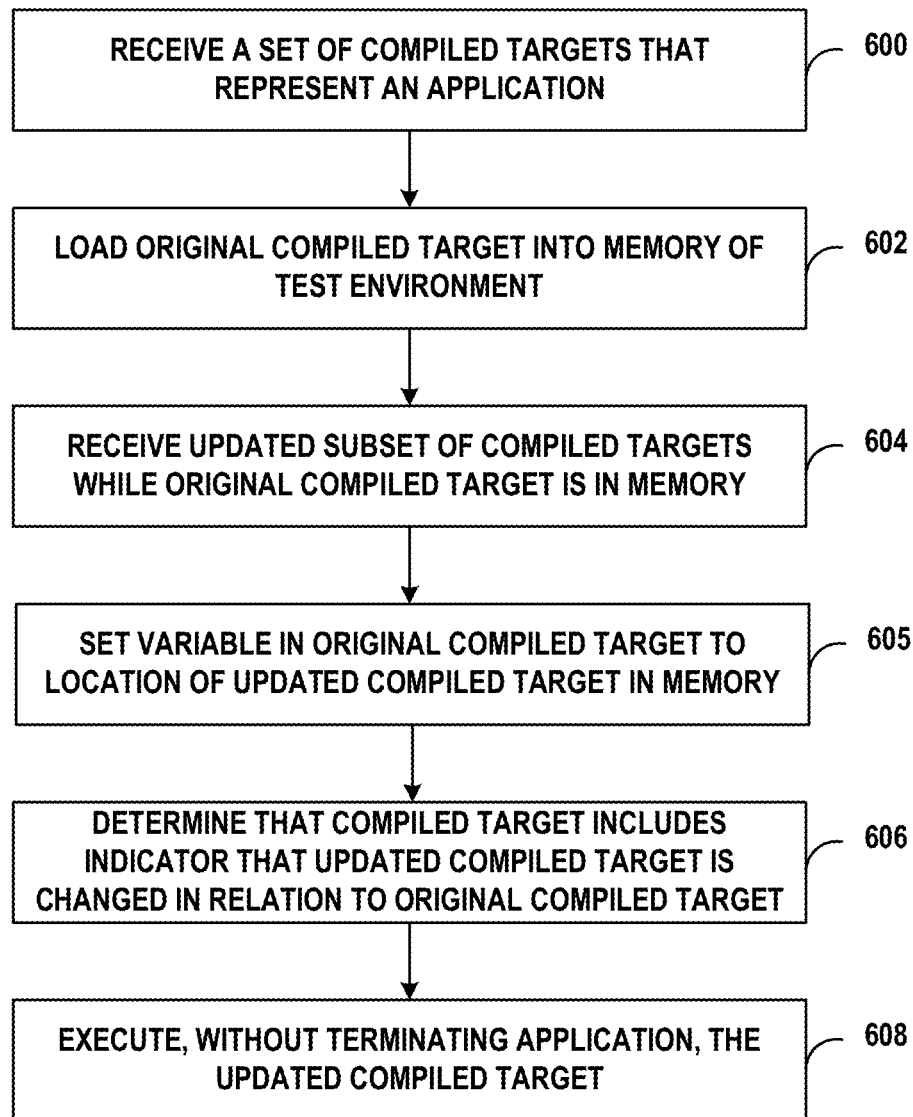 RECEIVE A SET OF COMPILED TARGETS THAT
REPRESENT AN APPLICATION
600
LOAD ORIGINAL COMPILED TARGET INTO MEMORY OF
TEST ENVIRONMENT
602
RECEIVE UPDATED SUBSET OF COMPILED TARGETS
WHILE ORIGINAL COMPILED TARGET IS IN MEMORY
604
SET VARIABLE IN ORIGINAL COMPILED TARGET TO
LOCATION OF UPDATED COMPILED TARGET IN MEMORY
605
DETERMINE THAT COMPILED TARGET INCLUDES
INDICATOR THAT UPDATED COMPILED TARGET IS
CHANGED IN RELATION TO ORIGINAL COMPILED TARGET
606
EXECUTE, WITHOUT TERMINATING APPLICATION, THE
UPDATED COMPILED TARGET
608